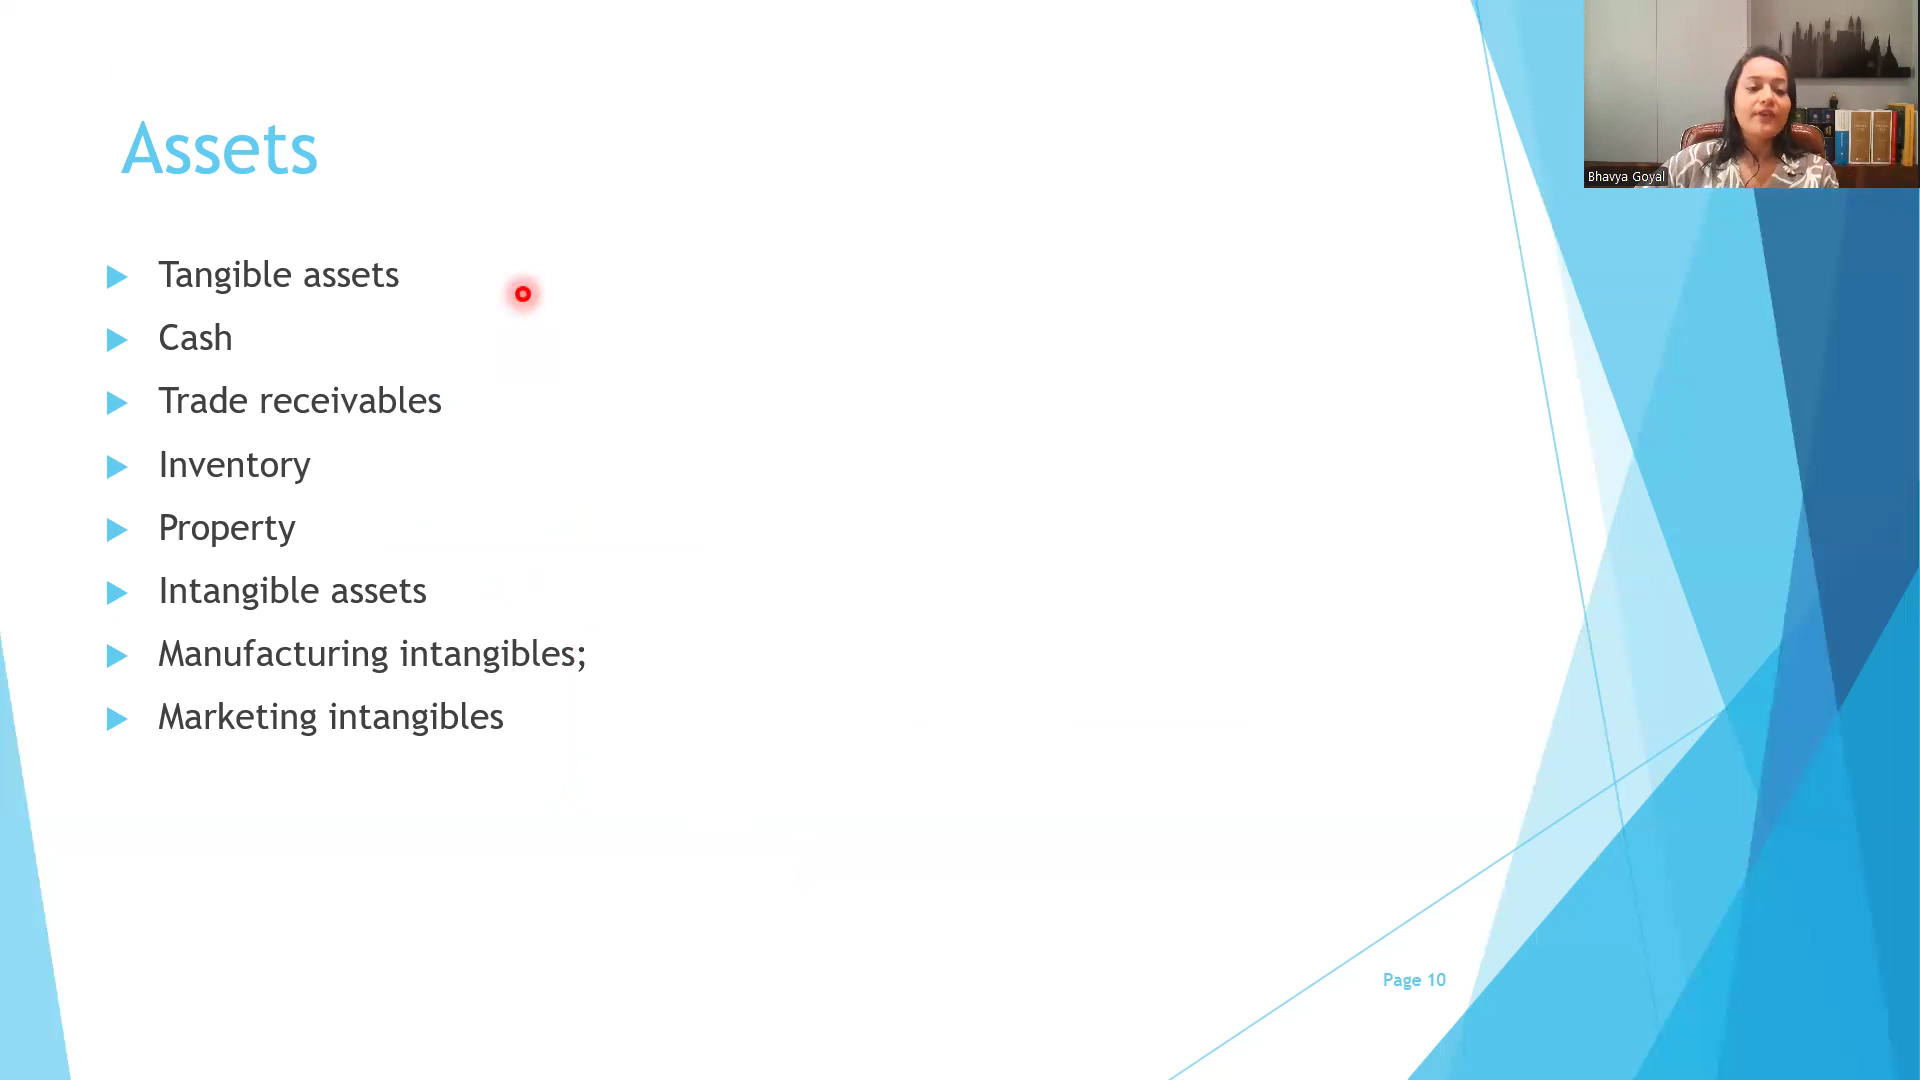 Assets
Tangible assets
Cash
Trade receivables
Inventory
Property
Intangible assets
Manufacturing intangibles;
Marketing intangibles
Bhavya Goyal
Page 10